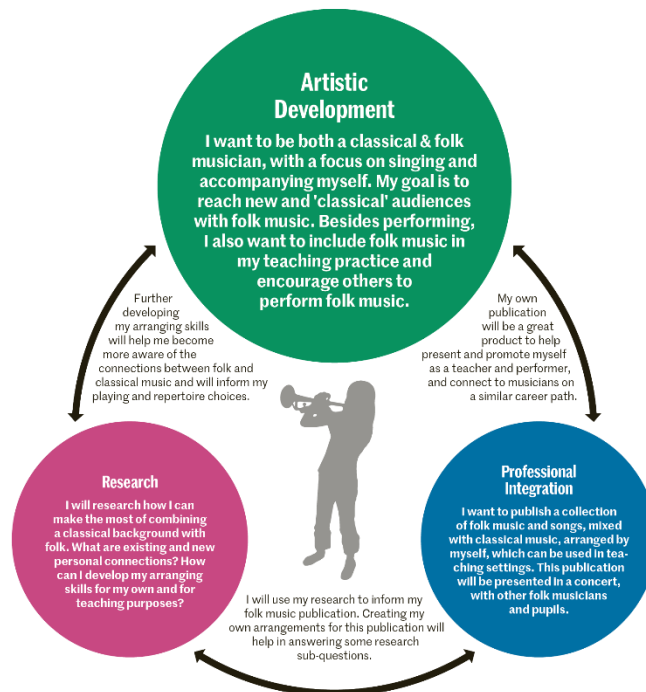 Artistic
Development
I want to be both a classical & folk
musician, with a focus on singing and
accompanying myself. My goal is to
reach new and 'classical' audiences
with folk music. Besides performing,
I also want to include folk music in
my teaching practice and
encourage others to
perform folk music.
Further
developing
my arranging skills
will help me become
more aware of the
connections between folk and
classical music and will inform my
playing and repertoire choices.
My own
publication
will be a great
product to help
present and promote myself
as a teacher and performer,
and connect to musicians on
a similar career path.
Research
I will research how I can
make the most of combining
a classical background with
folk. What are existing and new
personal connections? How
can I develop my arranging
skills for my own and for
teaching purposes?
Professional
Integration
I want to publish a collection
of folk music and songs, mixed
with classical music, arranged by
myself, which can be used in tea-
ching settings. This publication
will be presented in a concert,
with other folk musicians
and pupils.
I will use my research to inform my
folk music publication. Creating my
own arrangements for this publication will
help in answering some research
sub-questions.